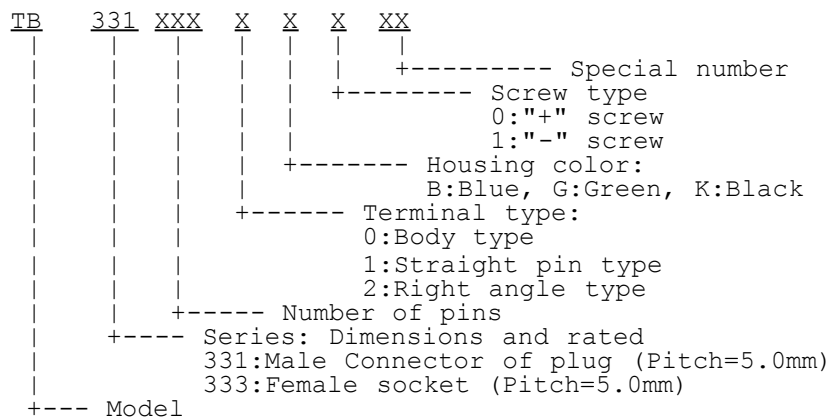 TB 331 XXX X X X XX
+--------- Special number
+-------- Screw type
0:"+" screw
1:"-" screw
+------- Housing color:
B:Blue, G:Green, K:Black
+------ Terminal type:
0:Body type
1:Straight pin type
2:Right angle type
+----- Number of pins
+---- Series: Dimensions and rated
331:Male Connector of plug (Pitch=5.0mm)
333:Female socket (Pitch=5.0mm)
+--- Model